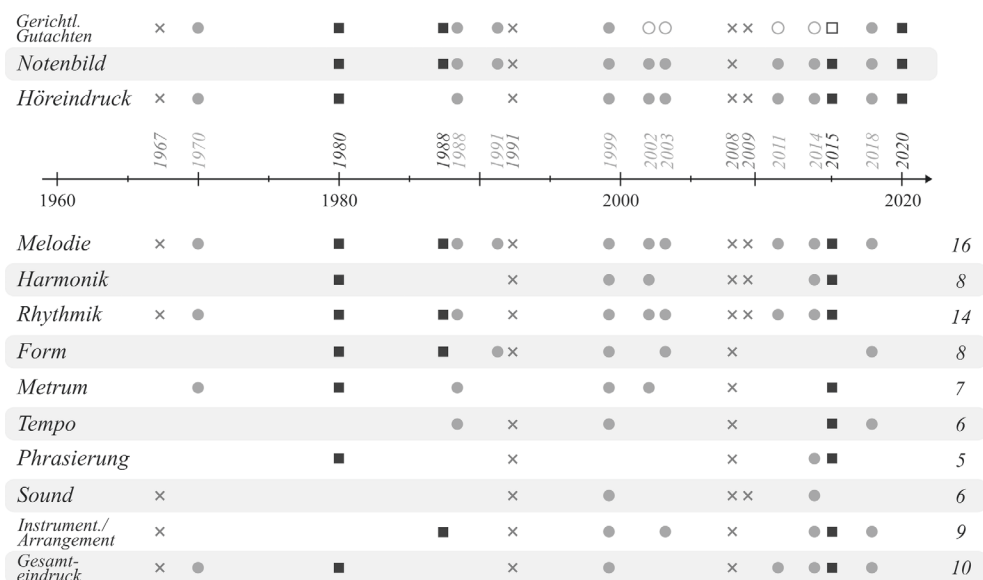 Gerichtl.
Gutachten
Notenbild
Höreindruck
1967 1970 1980 1988 1988 1991 1991 1999 2002 2003 2008 2009 2011 2014 2015 2018 2020
1960 1980 2000 2020
Melodie 16
Harmonik 8
Rhythmik 14
Form 8
Metrum 7
Tempo 6
Phrasierung 5
Sound 6
Instrument./
Arrangement 9
Gesamt-
eindruck 10